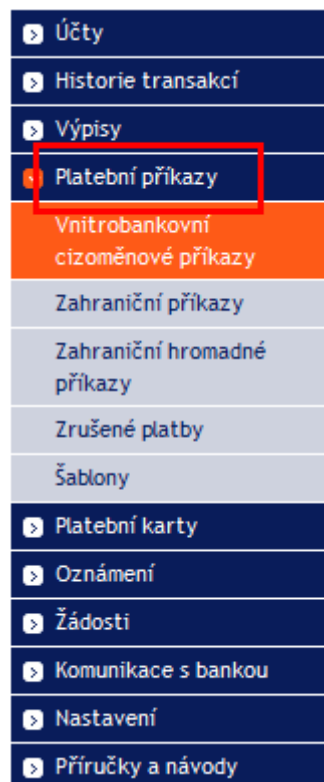 Účty
Historie transakcí
Výpisy
Platební příkazy
Vnitrobankovní
cizoměnové příkazy
Zahraniční příkazy
Zahraniční hromadné
příkazy
Zrušené platby
Šablony
Platební karty
Oznámení
Žádosti
Komunikace s bankou
Nastavení
Příručky a návody